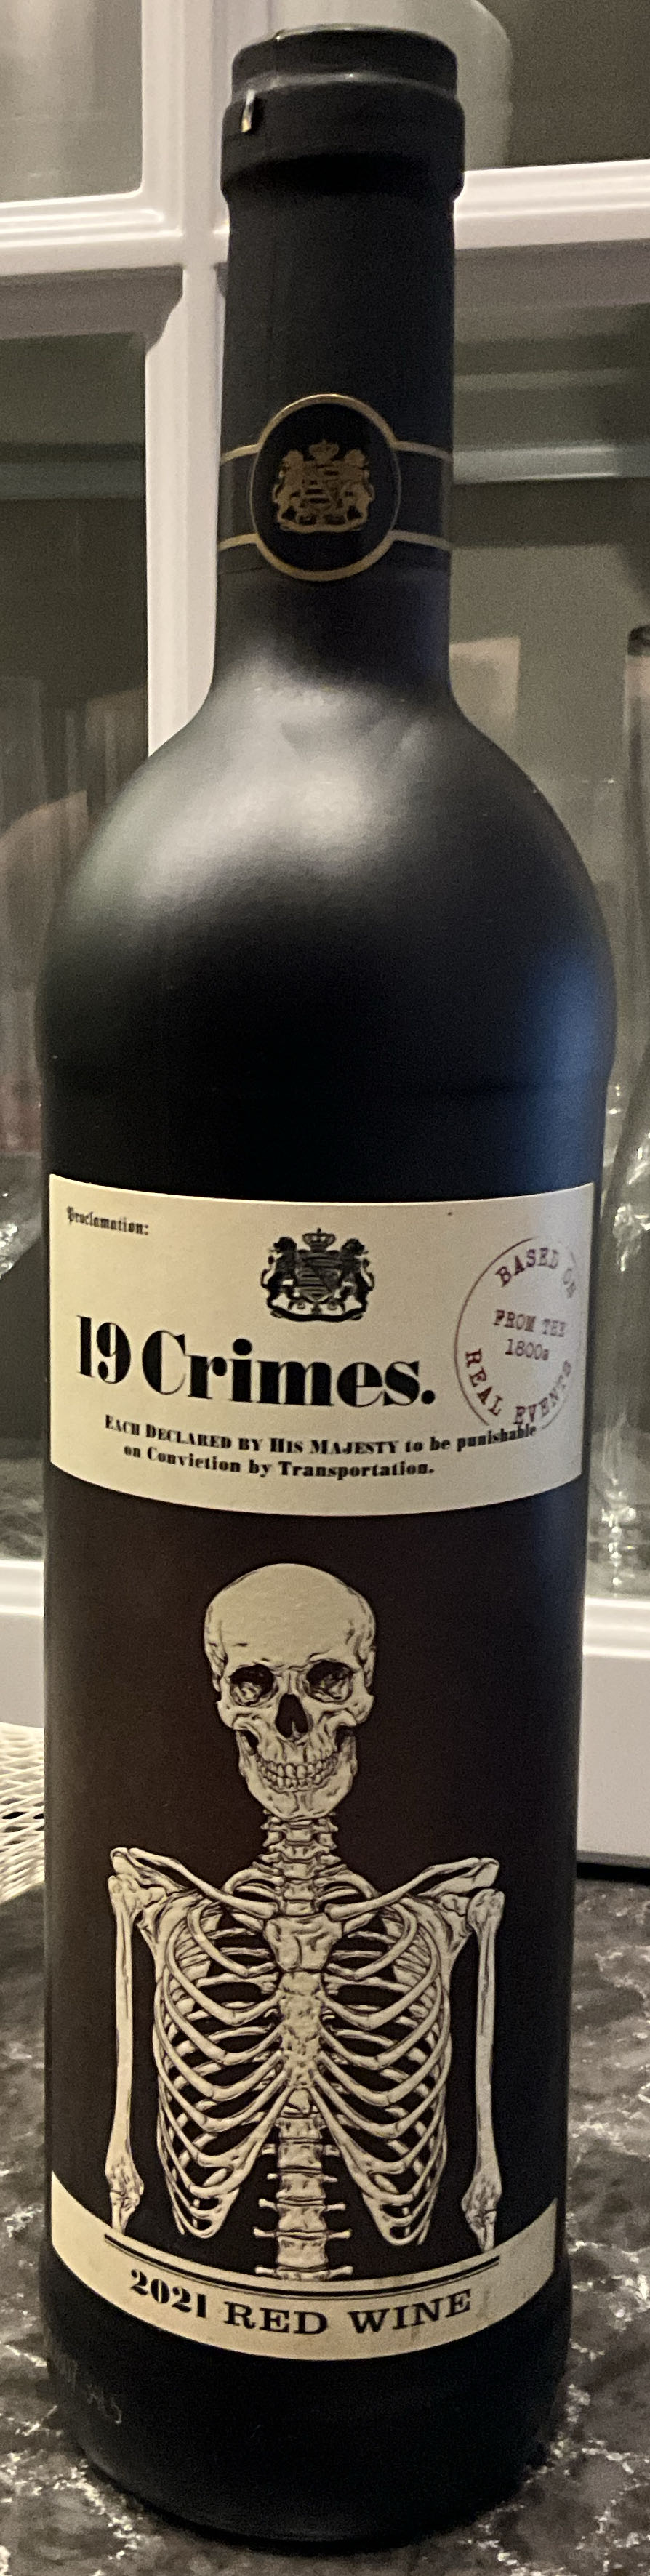 Proclamation:
19 Crimes.
EACH DECLARED BY HIS MAJESTY to be punishable
on Conviction by Transportation.
BASED ON
FROM THE
1800s
REAL EVENTS
2021 RED WINE